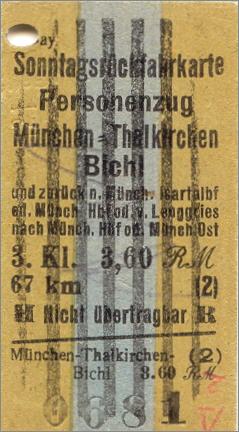 Bay
Sonntagsrückfahrkarte
Personenzug
München-Thalkirchen
Bichl
und zurück n. Münch. Isartalbf
od. Münch Hbf od. v. Lenggries
nach Münch. Hbf od. Münch Ost
3. Kl. 3,60 RM
67 km (2)
Nicht übertragbar R
München-Thalkirchen- (2)
Bichl 3.60 RM
0681